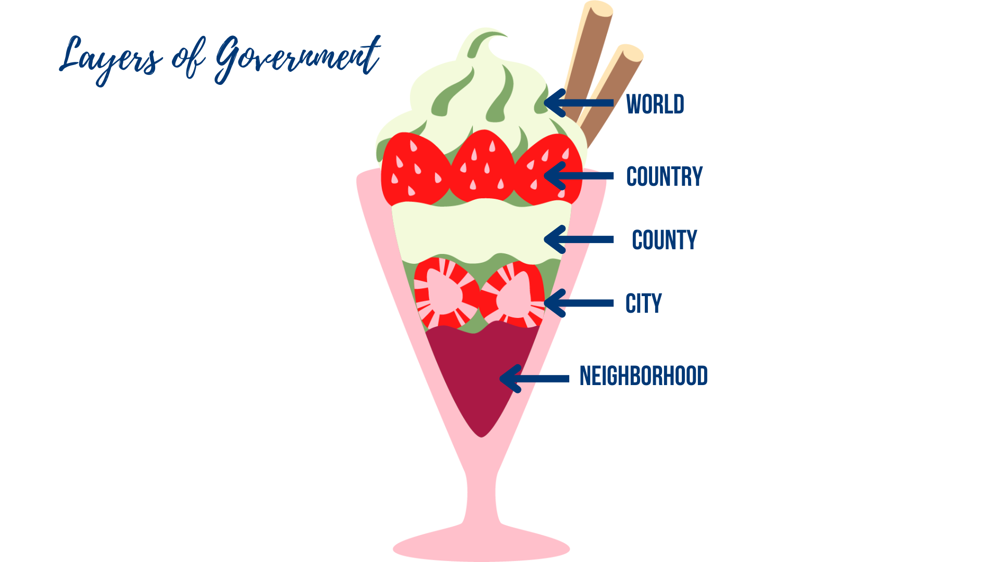 Layers of Government
WORLD
COUNTRY
COUNTY
CITY
NEIGHBORHOOD